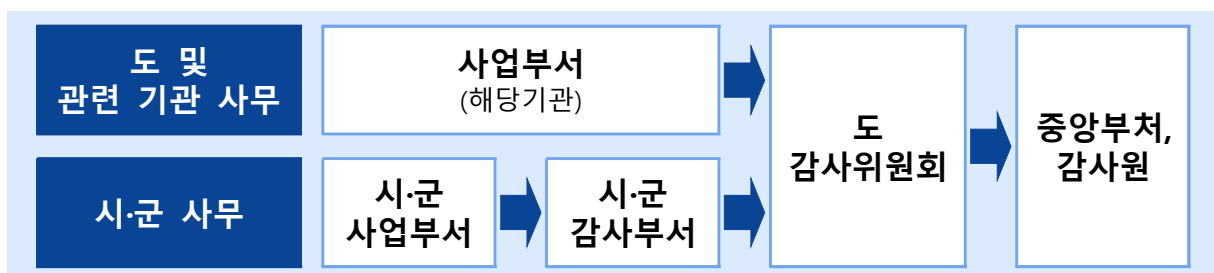 도 및
관련 기관 사무
사업부서
(해당기관)
도
감사위원회
중앙부처,
감사원
시·군 사무
시·군
사업부서
시·군
감사부서